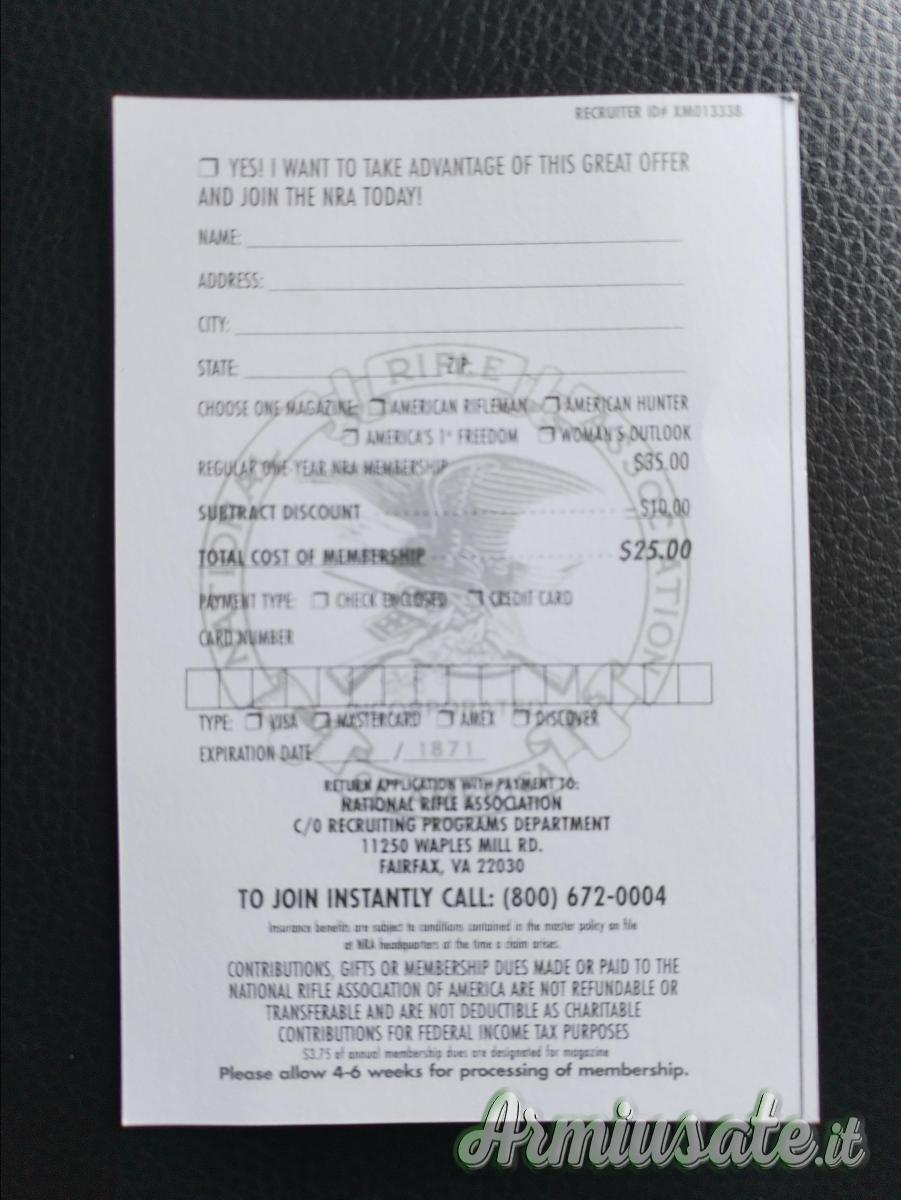 RECRUITER ID# XM013338
YES! I WANT TO TAKE ADVANTAGE OF THIS GREAT OFFER
AND JOIN THE NRA TODAY!
NAME:
ADDRESS:
CITY:
STATE: ZIP:
CHOOSE ONE MAGAZINE: AMERICAN RIFLEMAN AMERICAN HUNTER
AMERICA'S 1st FREEDOM WOMAN'S OUTLOOK
REGULAR ONE-YEAR NRA MEMBERSHIP $35.00
SUBTRACT DISCOUNT - $10.00
TOTAL COST OF MEMBERSHIP $25.00
PAYMENT TYPE: CHECK ENCLOSED CREDIT CARD
CARD NUMBER
TYPE: VISA MASTERCARD AMEX DISCOVER
EXPIRATION DATE /
NATIONAL RIFLE ASSOCIATION
INCORPORATED
1871
RETURN APPLICATION WITH PAYMENT TO:
NATIONAL RIFLE ASSOCIATION
C/O RECRUITING PROGRAMS DEPARTMENT
11250 WAPLES MILL RD.
FAIRFAX, VA 22030
TO JOIN INSTANTLY CALL: (800) 672-0004
Insurance benefits are subject to conditions contained in the master policy on file
at NRA headquarters at the time a claim arises.
CONTRIBUTIONS, GIFTS OR MEMBERSHIP DUES MADE OR PAID TO THE
NATIONAL RIFLE ASSOCIATION OF AMERICA ARE NOT REFUNDABLE OR
TRANSFERABLE AND ARE NOT DEDUCTIBLE AS CHARITABLE
CONTRIBUTIONS FOR FEDERAL INCOME TAX PURPOSES
$3.75 of annual membership dues are designated for magazine
Please allow 4-6 weeks for processing of membership.
Armiusate.it